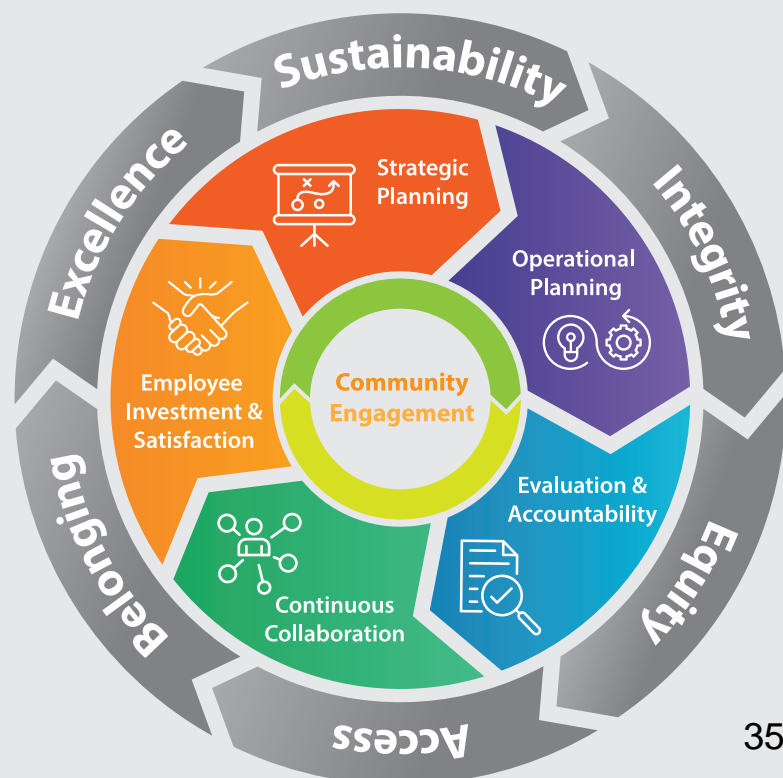 Sustainability
Integrity
Equity
Access
Belonging
Excellence
Strategic
Planning
Operational
Planning
Evaluation &
Accountability
Continuous
Collaboration
Employee
Investment &
Satisfaction
Community
Engagement
35